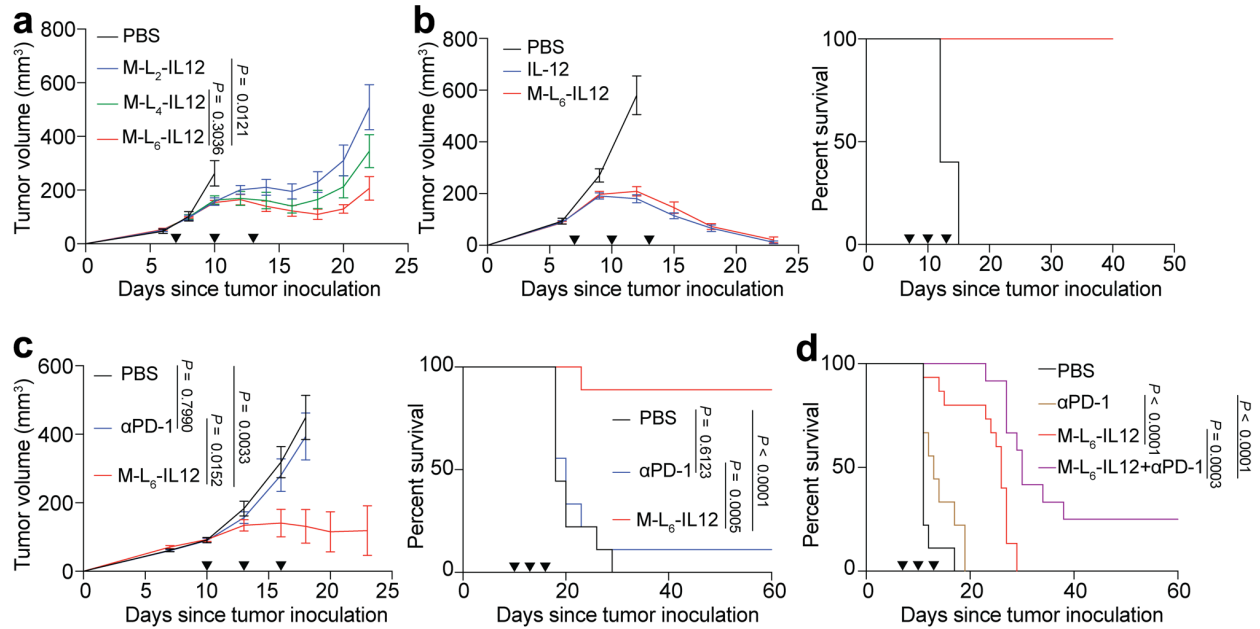 a
Tumor volume (mm³)
800
600
400
200
0
PBS
M-L₂-IL12
M-L₄-IL12
M-L₆-IL12
P = 0.3036
P = 0.0121
0 5 10 15 20 25
Days since tumor inoculation
b
Tumor volume (mm³)
800
600
400
200
0
PBS
IL-12
M-L₆-IL12
0 5 10 15 20 25
Days since tumor inoculation
Percent survival
100
50
0
0 10 20 30 40 50
Days since tumor inoculation
c
Tumor volume (mm³)
600
400
200
0
PBS
αPD-1
M-L₆-IL12
P = 0.7990
P = 0.0152
P = 0.0033
0 5 10 15 20 25
Days since tumor inoculation
Percent survival
100
50
0
PBS
αPD-1
M-L₆-IL12
P = 0.6123
P = 0.0005
P < 0.0001
0 20 40 60
Days since tumor inoculation
d
Percent survival
100
50
0
PBS
αPD-1
M-L₆-IL12
M-L₆-IL12+αPD-1
P < 0.0001
P = 0.0003
P < 0.0001
0 20 40 60
Days since tumor inoculation